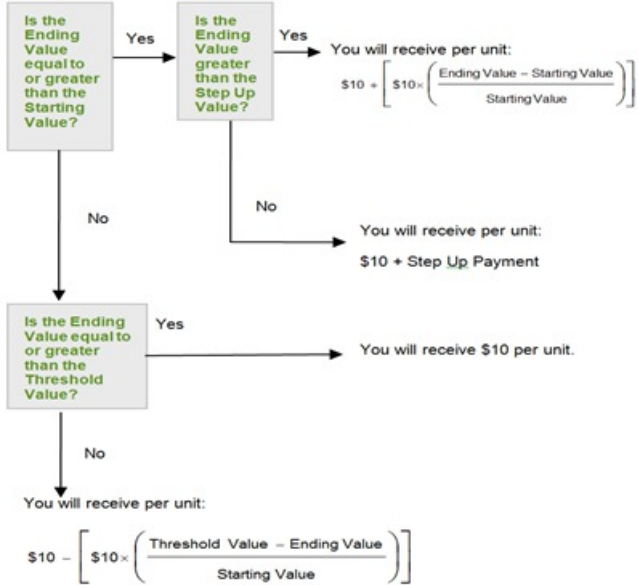 Is the
Ending
Value
equal to
or greater
than the
Starting
Value?
Yes
Is the
Ending
Value
greater
than the
Step Up
Value?
Yes
You will receive per unit:
$10 + [ $10× ( Ending Value – Starting Value
Starting Value ) ]
No
No
You will receive per unit:
$10 + Step Up Payment
Is the Ending
Value equal to
or greater
than the
Threshold
Value?
Yes
You will receive $10 per unit.
No
You will receive per unit:
$10 – [ $10× ( Threshold Value – Ending Value
Starting Value ) ]